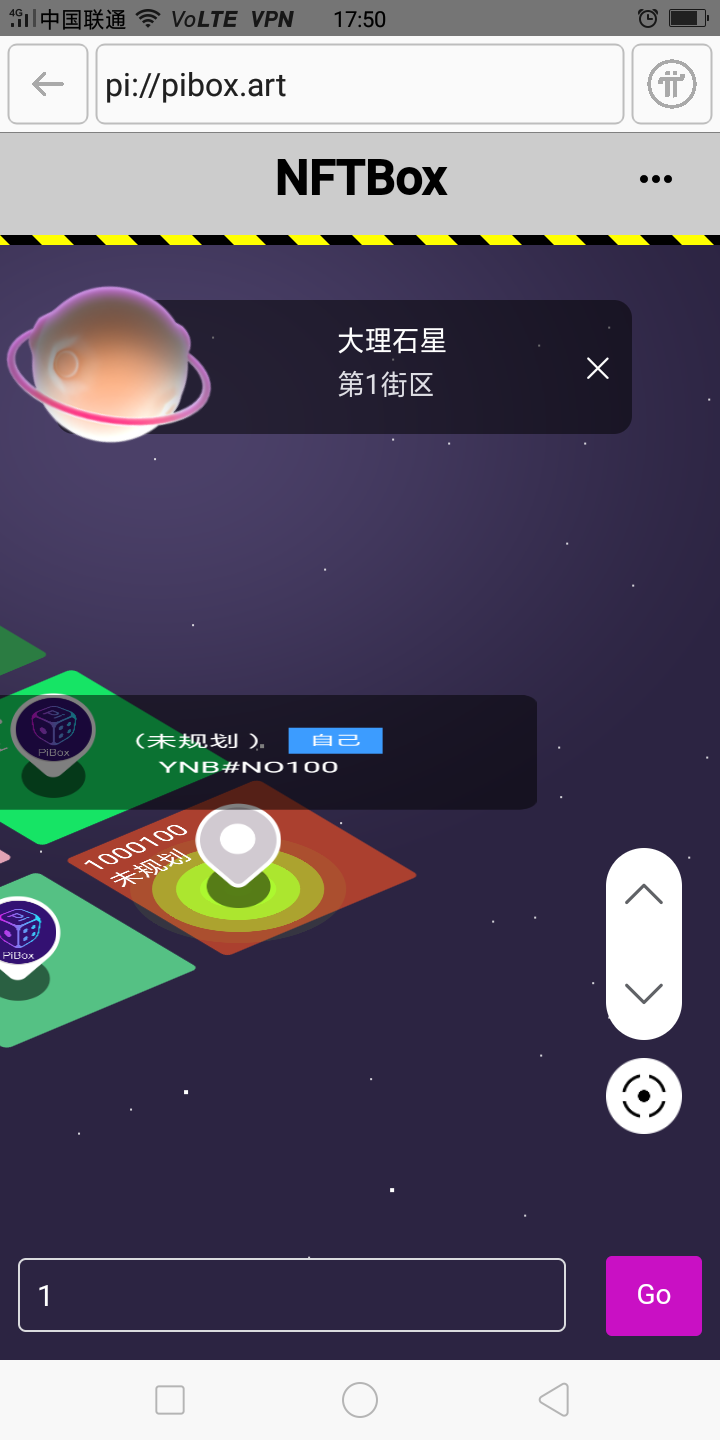 4G 中国联通 VoLTE VPN 17:50
pi://pibox.art
NFTBox
大理石星
第1街区
PiBox
(未规划)。 自己
YNB#NO100
1000100
未规划
PiBox
1
Go